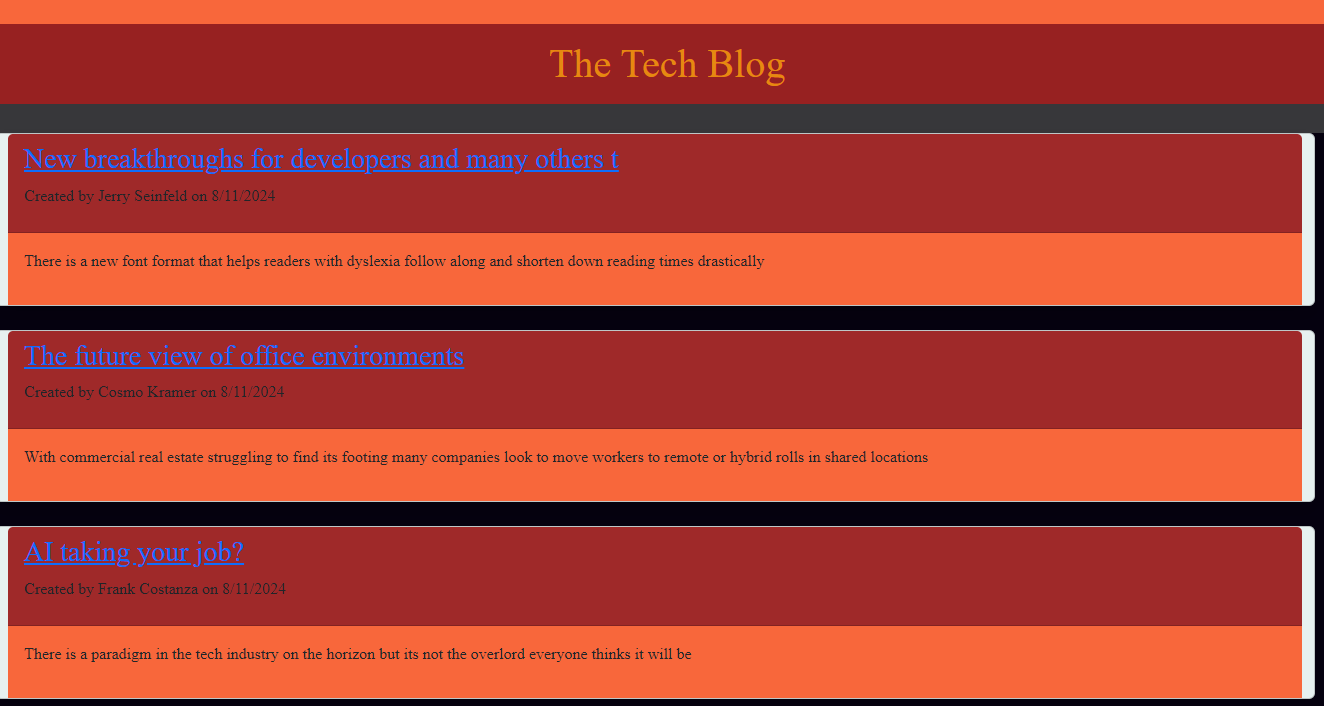 The Tech Blog
New breakthroughs for developers and many others t
Created by Jerry Seinfeld on 8/11/2024
There is a new font format that helps readers with dyslexia follow along and shorten down reading times drastically
The future view of office environments
Created by Cosmo Kramer on 8/11/2024
With commercial real estate struggling to find its footing many companies look to move workers to remote or hybrid rolls in shared locations
AI taking your job?
Created by Frank Costanza on 8/11/2024
There is a paradigm in the tech industry on the horizon but its not the overlord everyone thinks it will be